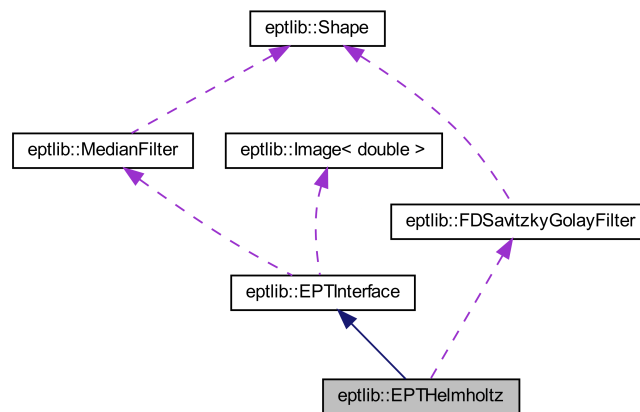 eptlib::Shape
eptlib::MedianFilter
eptlib::Image< double >
eptlib::FDSavitzkyGolayFilter
eptlib::EPTInterface
eptlib::EPTHelmholtz